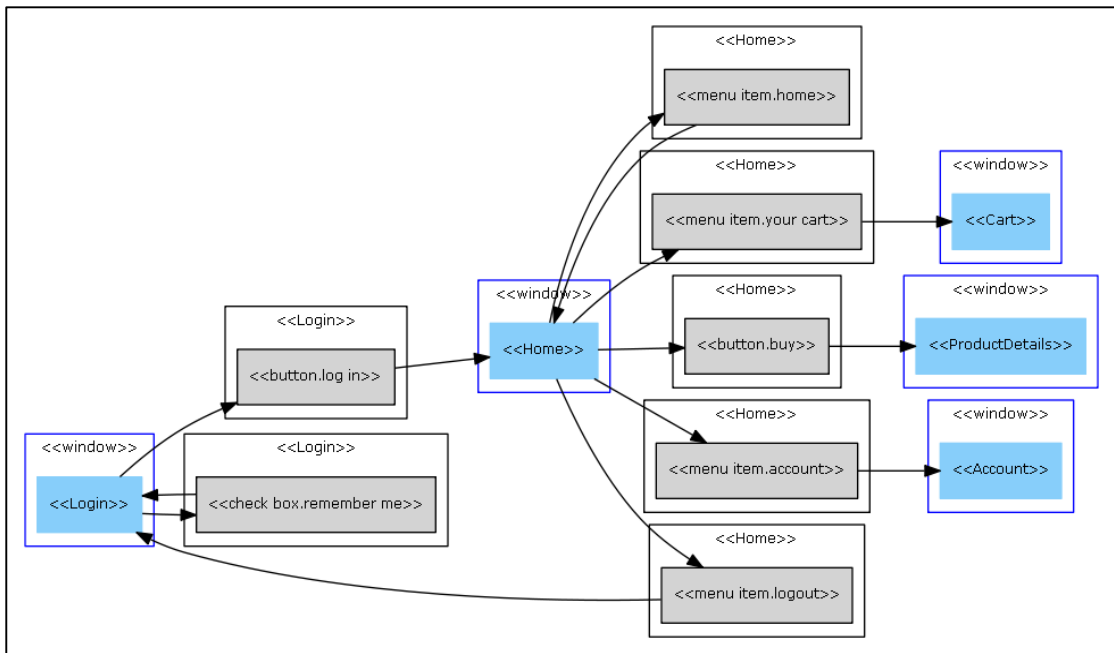 <<Home>>
<<menu item.home>>
<<Home>>
<<menu item.your cart>>
<<window>>
<<Cart>>
<<window>>
<<Home>>
<<Home>>
<<button.buy>>
<<window>>
<<ProductDetails>>
<<Login>>
<<button.log in>>
<<Home>>
<<menu item.account>>
<<window>>
<<Account>>
<<window>>
<<Login>>
<<Login>>
<<check box.remember me>>
<<Home>>
<<menu item.logout>>